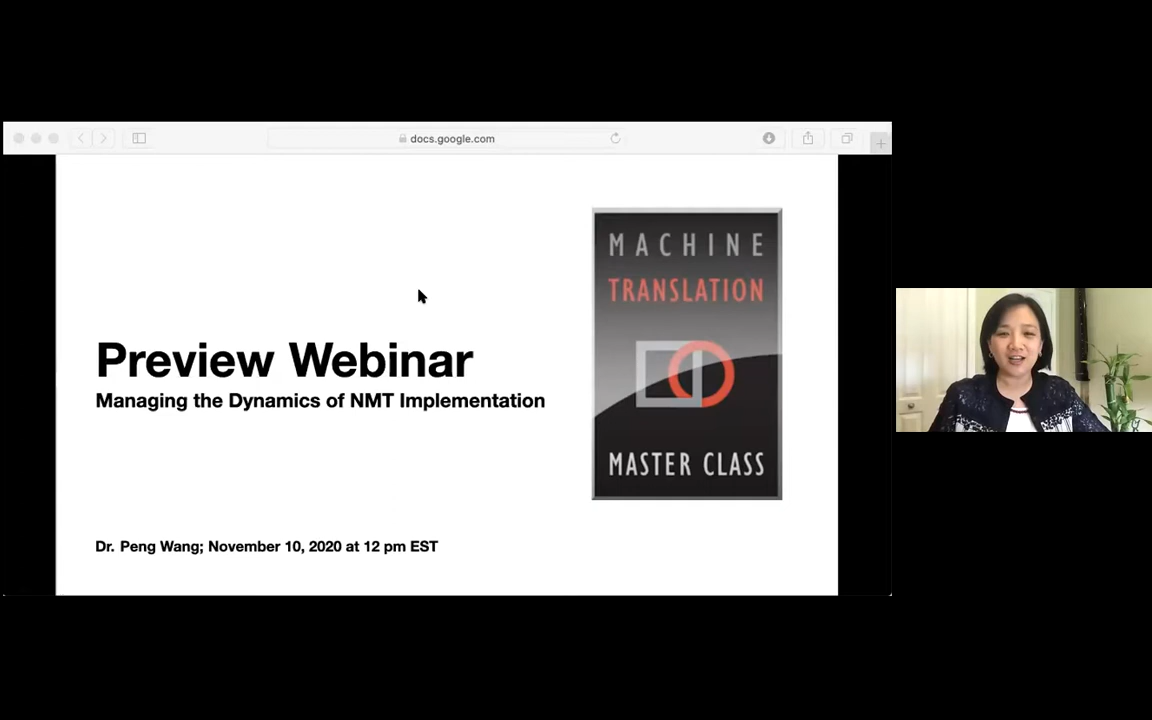 docs.google.com
MACHINE
TRANSLATION
Preview Webinar
Managing the Dynamics of NMT Implementation
MASTER CLASS
Dr. Peng Wang; November 10, 2020 at 12 pm EST